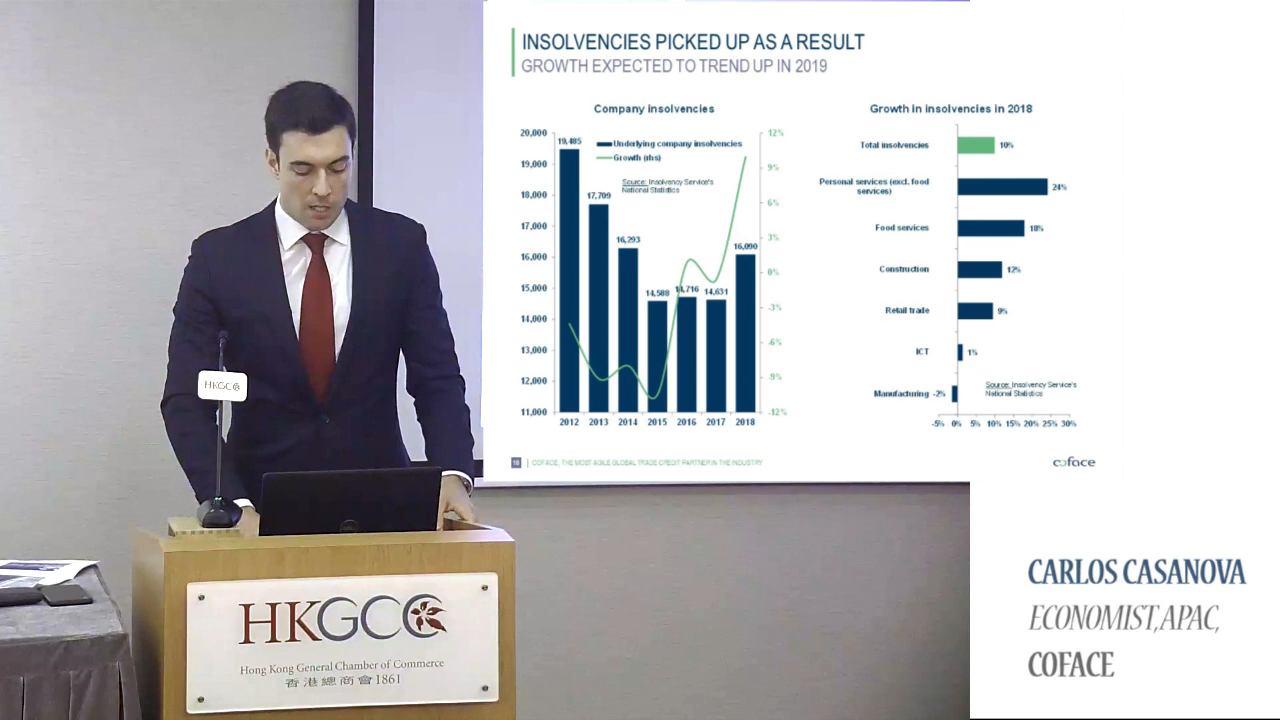 INSOLVENCIES PICKED UP AS A RESULT
GROWTH EXPECTED TO TREND UP IN 2019
Company insolvencies
20,000
19,000
18,000
17,000
16,000
15,000
14,000
13,000
12,000
11,000
19,485
17,709
16,293
14,588
14,716
14,631
16,090
Underlying company insolvencies
Growth (rhs)
Source: Insolvency Service's
National Statistics
12%
9%
6%
3%
0%
-3%
-6%
-9%
-12%
2012 2013 2014 2015 2016 2017 2018
Growth in insolvencies in 2018
Total insolvencies 10%
Personal services (excl. food
services) 24%
Food services 18%
Construction 12%
Retail trade 9%
ICT 1%
Manufacturing -2%
Source: Insolvency Service's
National Statistics
-5% 0% 5% 10% 15% 20% 25% 30%
18 COFACE, THE MOST AGILE GLOBAL TRADE CREDIT PARTNER IN THE INDUSTRY
coface
HKGCC
HKGCC
Hong Kong General Chamber of Commerce
香港總商會1861
CARLOS CASANOVA
ECONOMIST, APAC,
COFACE